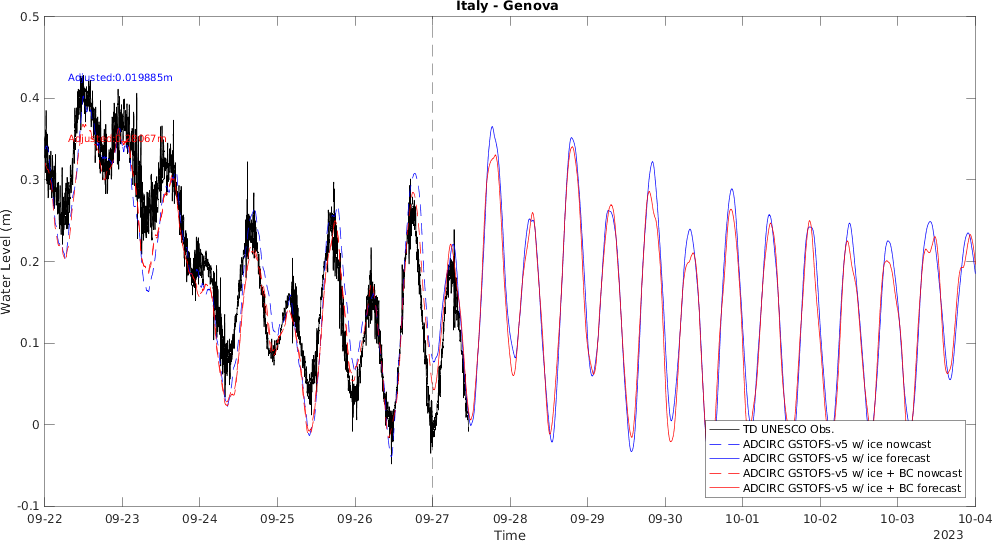 Italy - Genova
Water Level (m)
0.5
0.4
0.3
0.2
0.1
0
-0.1
Adjusted:0.019885m
09-22
09-23
09-24
09-25
09-26
09-27
09-28
09-29
09-30
10-01
10-02
10-03
10-04
Time
2023
TD UNESCO Obs.
ADCIRC GSTOFS-v5 w/ ice nowcast
ADCIRC GSTOFS-v5 w/ ice forecast
ADCIRC GSTOFS-v5 w/ ice + BC nowcast
ADCIRC GSTOFS-v5 w/ ice + BC forecast